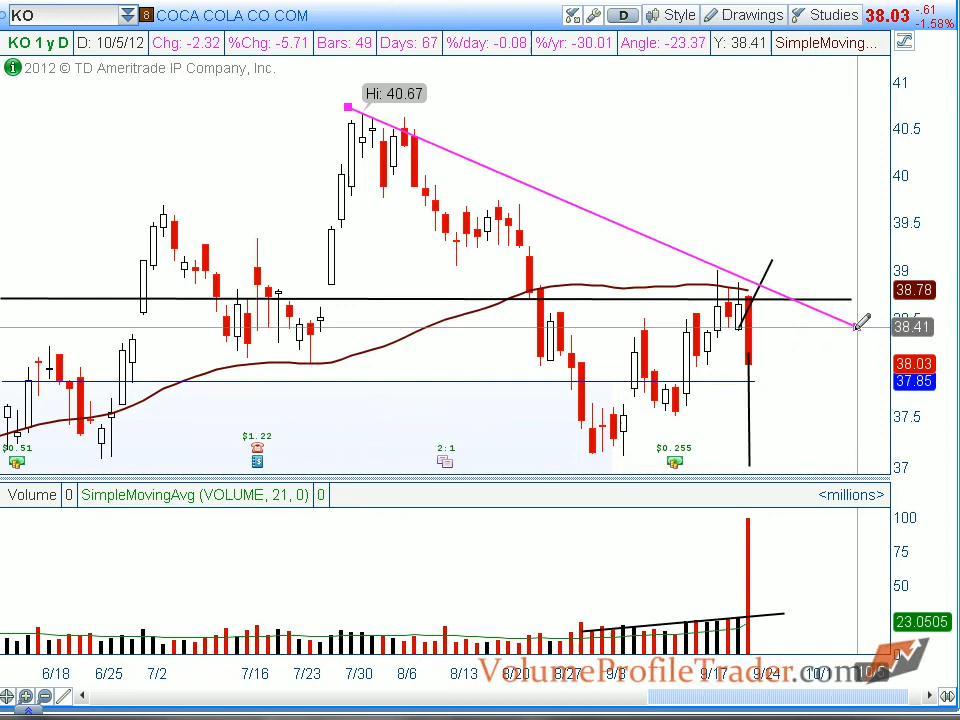 KO 8 COCA COLA CO COM D Style Drawings Studies 38.03 -.61
-1.58%
KO 1 y D D: 10/5/12 Chg: -2.32 %Chg: -5.71 Bars: 49 Days: 67 %/day: -0.08 %/yr: -30.01 Angle: -23.37 Y: 38.41 SimpleMoving...
2012 © TD Ameritrade IP Company, Inc.
41
Hi: 40.67
40.5
40
39.5
39
38.78
38.41
38.03
37.85
37.5
$1.22
$0.51 2:1 $0.255
37
Volume 0 SimpleMovingAvg (VOLUME, 21, 0) 0 <millions>
100
75
50
23.0505
0
6/18 6/25 7/2 7/16 7/23 7/30 8/6 8/13 8/20 8/27 9/3 9/17 9/24 10/1 10/5
VolumeProfileTrader.com